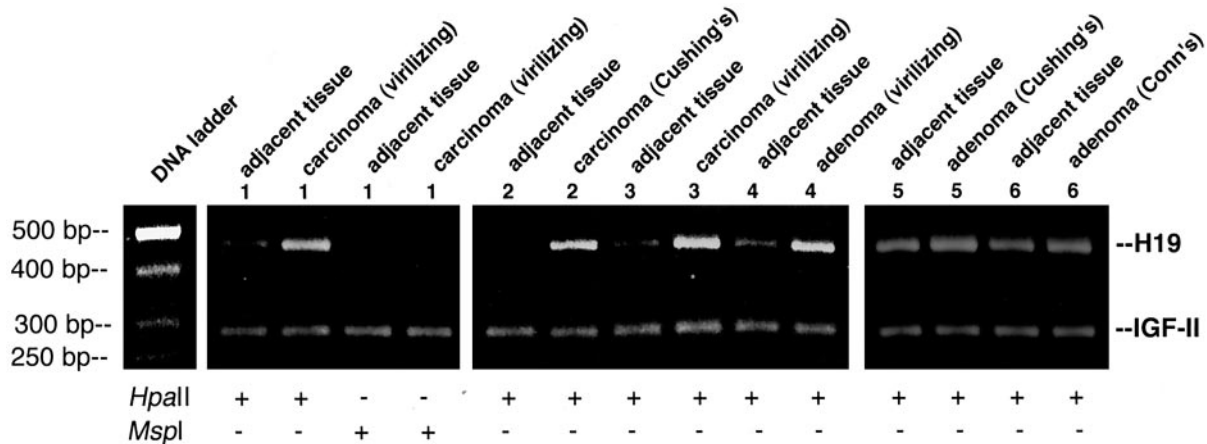 DNA ladder
adjacent tissue
carcinoma (virilizing)
adjacent tissue
carcinoma (virilizing)
adjacent tissue
carcinoma (Cushing's)
adjacent tissue
carcinoma (virilizing)
adjacent tissue
adenoma (virilizing)
adjacent tissue
adenoma (Cushing's)
adjacent tissue
adenoma (Conn's)
1 1 1 1 2 2 3 3 4 4 5 5 6 6
500 bp-- --H19
400 bp--
300 bp-- --IGF-II
250 bp--
HpaII + + - - + + + + + + + + + +
MspI - - + + - - - - - - - - - -